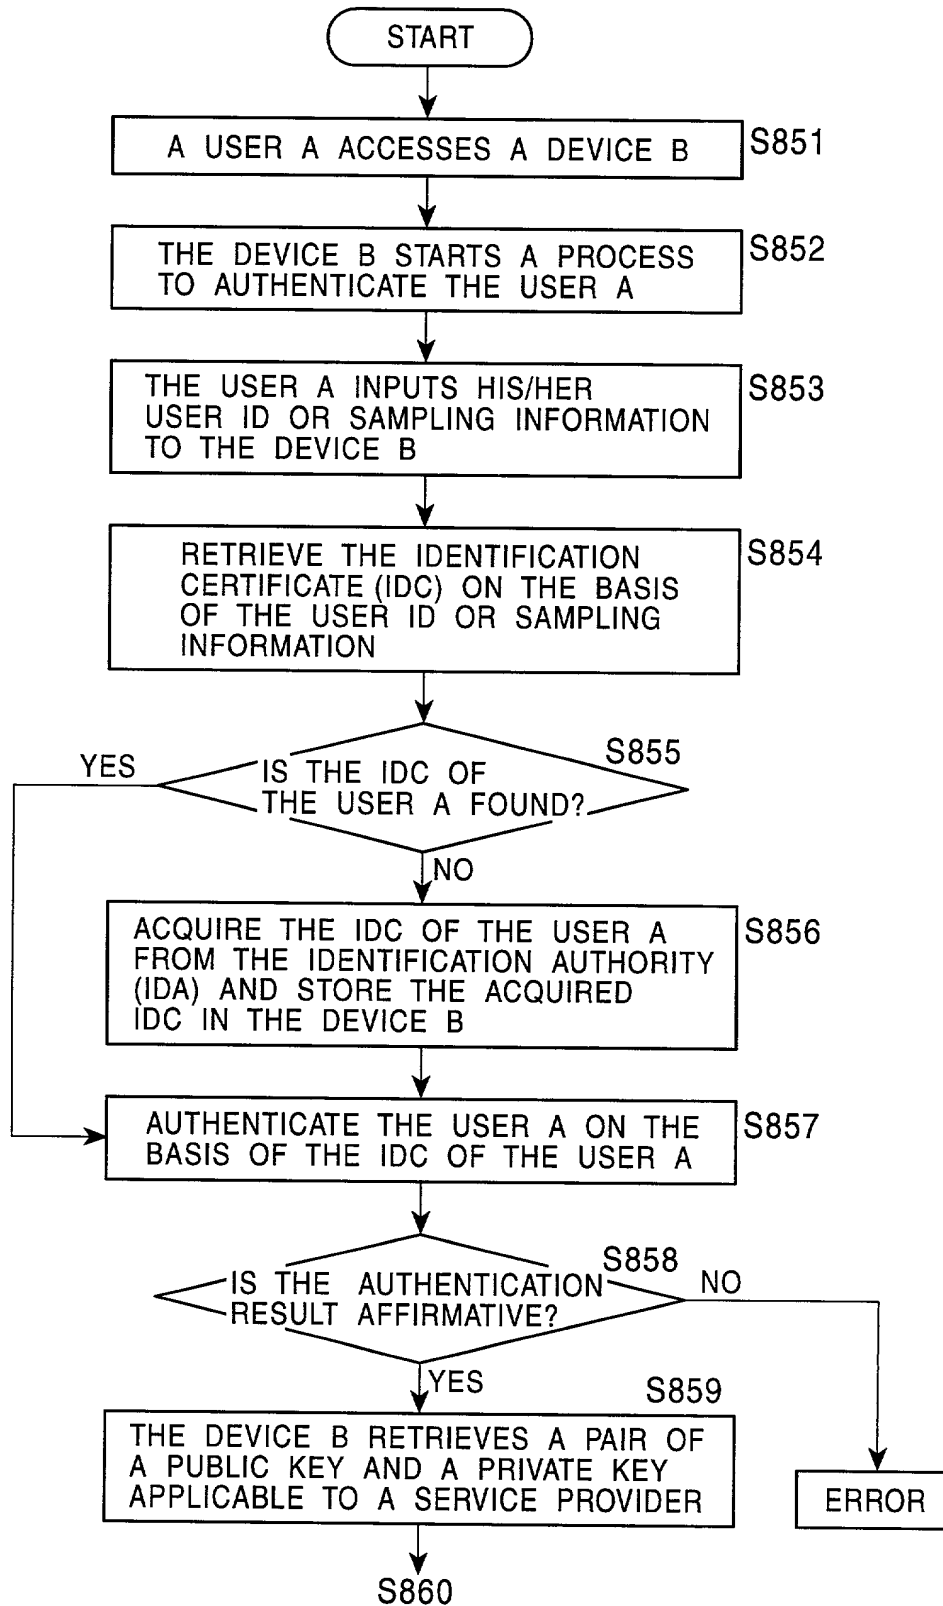 START
A USER A ACCESSES A DEVICE B
S851
THE DEVICE B STARTS A PROCESS
TO AUTHENTICATE THE USER A
S852
THE USER A INPUTS HIS/HER
USER ID OR SAMPLING INFORMATION
TO THE DEVICE B
S853
RETRIEVE THE IDENTIFICATION
CERTIFICATE (IDC) ON THE BASIS
OF THE USER ID OR SAMPLING
INFORMATION
S854
YES
S855
IS THE IDC OF
THE USER A FOUND?
NO
ACQUIRE THE IDC OF THE USER A
FROM THE IDENTIFICATION AUTHORITY
(IDA) AND STORE THE ACQUIRED
IDC IN THE DEVICE B
S856
AUTHENTICATE THE USER A ON THE
BASIS OF THE IDC OF THE USER A
S857
S858
IS THE AUTHENTICATION
RESULT AFFIRMATIVE?
NO
YES
S859
THE DEVICE B RETRIEVES A PAIR OF
A PUBLIC KEY AND A PRIVATE KEY
APPLICABLE TO A SERVICE PROVIDER
ERROR
S860